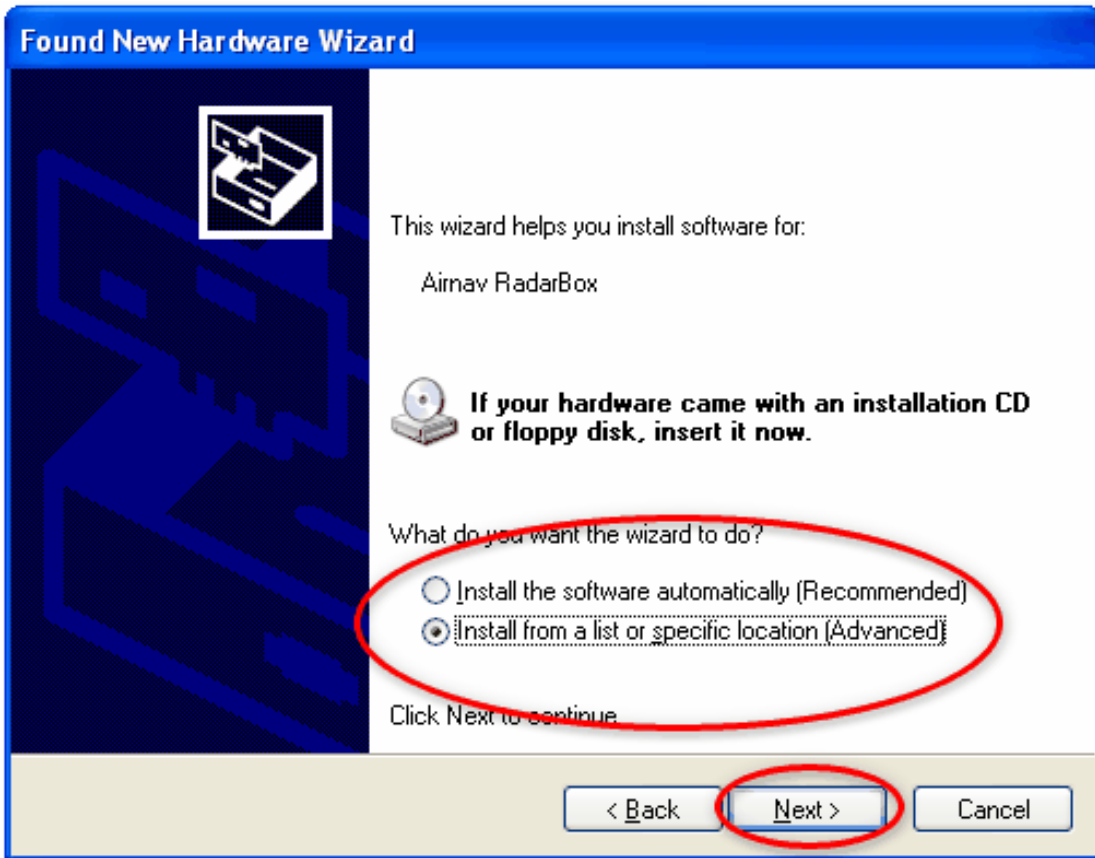 Found New Hardware Wizard
This wizard helps you install software for:
Airnav RadarBox
If your hardware came with an installation CD
or floppy disk, insert it now.
What do you want the wizard to do?
Install the software automatically (Recommended)
Install from a list or specific location (Advanced)
Click Next to continue.
< Back Next > Cancel